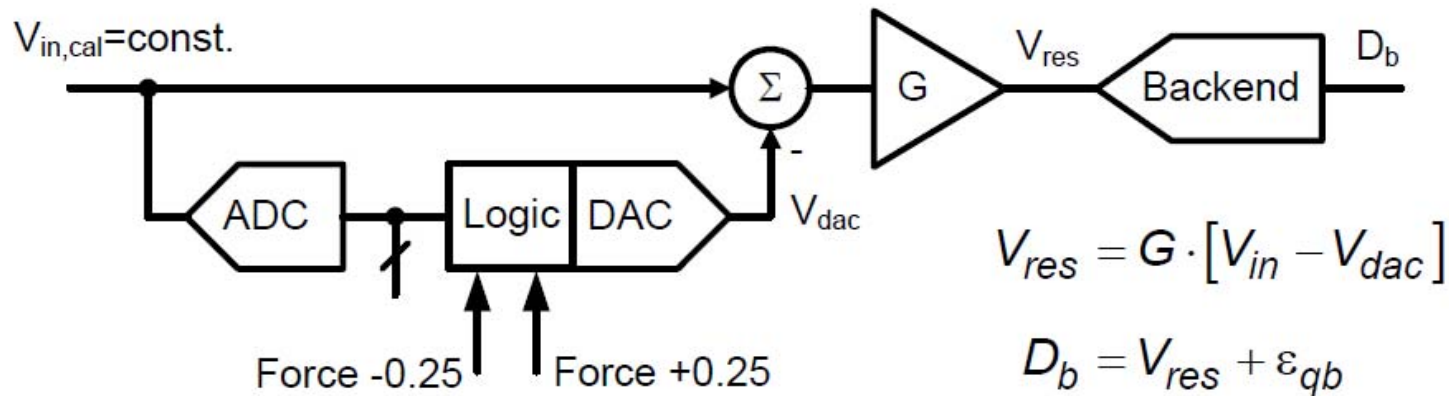 V_in,cal=const.
Σ
G
V_res
Backend
D_b
-
ADC
Logic
DAC
V_dac
V_res = G · [V_in − V_dac]
Force -0.25
Force +0.25
D_b = V_res + ε_qb